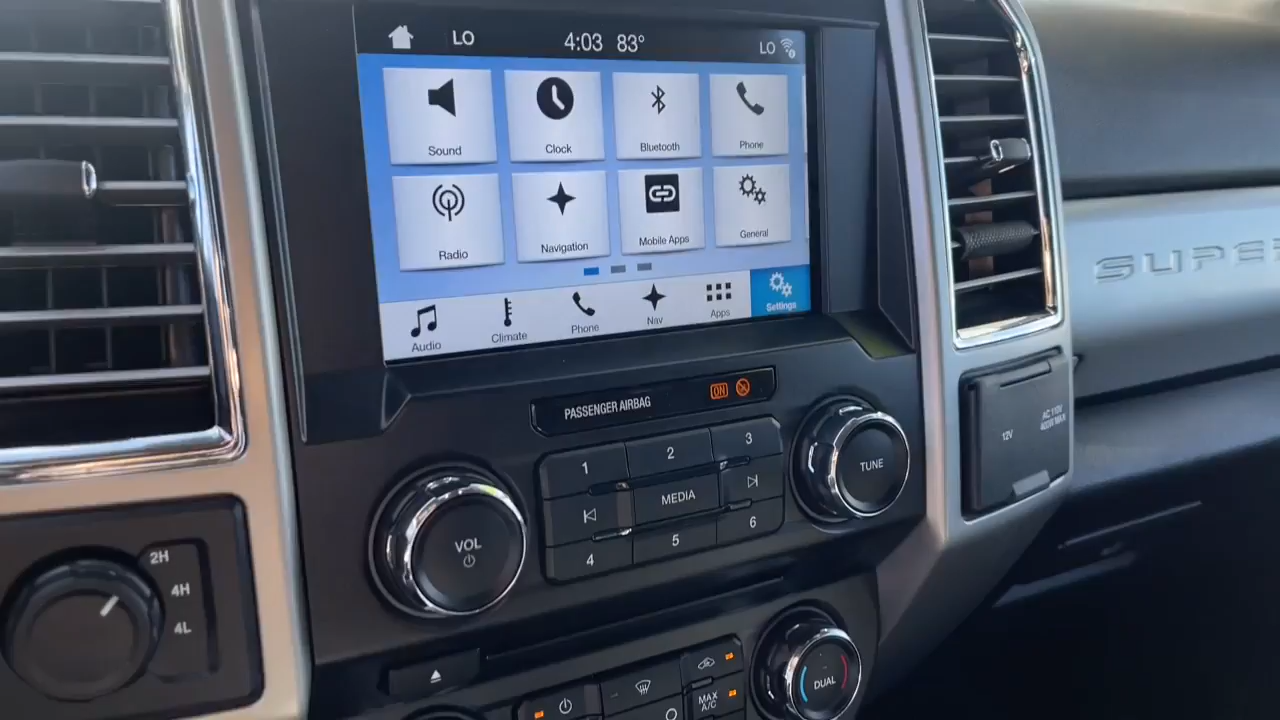 LO 4:03 83° LO
Sound Clock Bluetooth Phone
Radio Navigation Mobile Apps General
Audio Climate Phone Nav Apps Settings
PASSENGER AIRBAG ON
1 2 3
MEDIA
4 5 6
VOL
TUNE
2H
4H
4L
12V
AC 110V
400W MAX
SUPER
MAX
A/C
DUAL